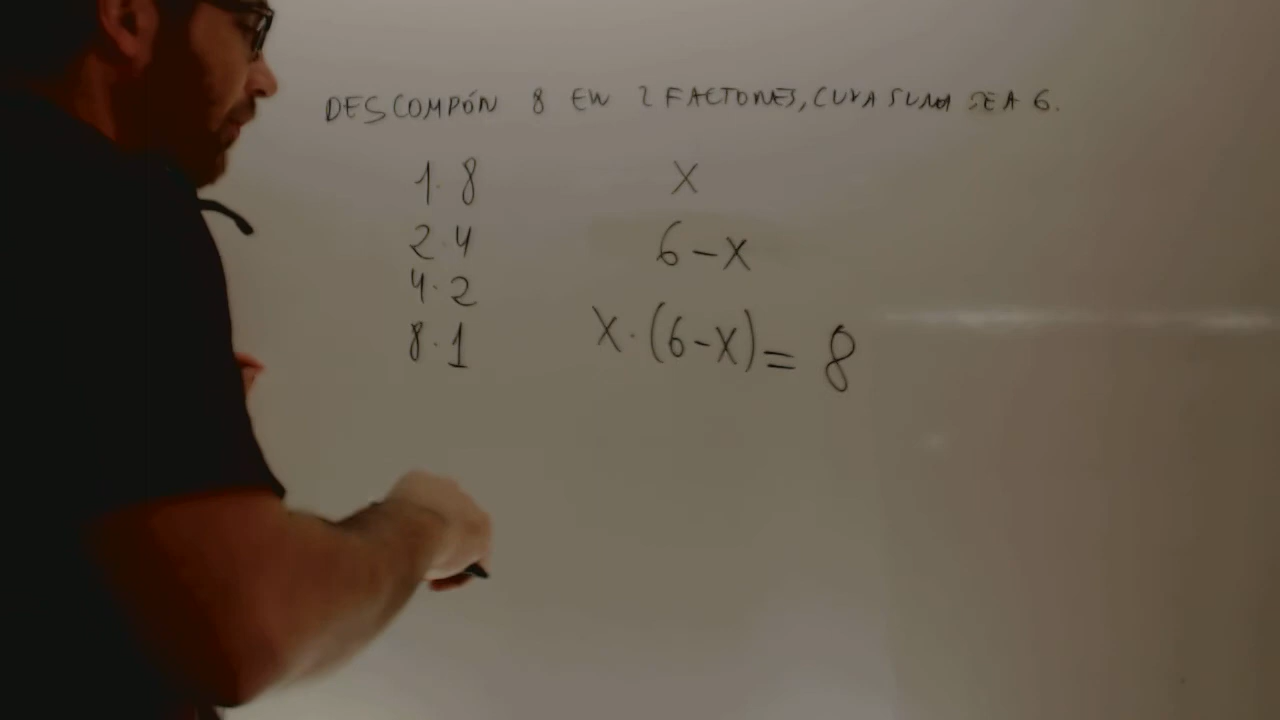 DESCOMPÓN 8 EN 2 FACTORES, CUYA SUMA SEA 6.
1·8
2·4
4·2
8·1
X
6-X
X·(6-X)= 8